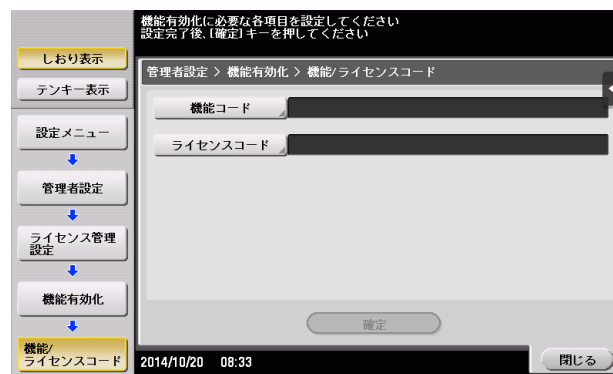 機能有効化に必要な各項目を設定してください
設定完了後、[確定]キーを押してください
しおり表示
テンキー表示
設定メニュー
管理者設定
ライセンス管理
設定
機能有効化
機能/
ライセンスコード
管理者設定 > 機能有効化 > 機能/ライセンスコード
機能コード
ライセンスコード
確定
2014/10/20 08:33
閉じる